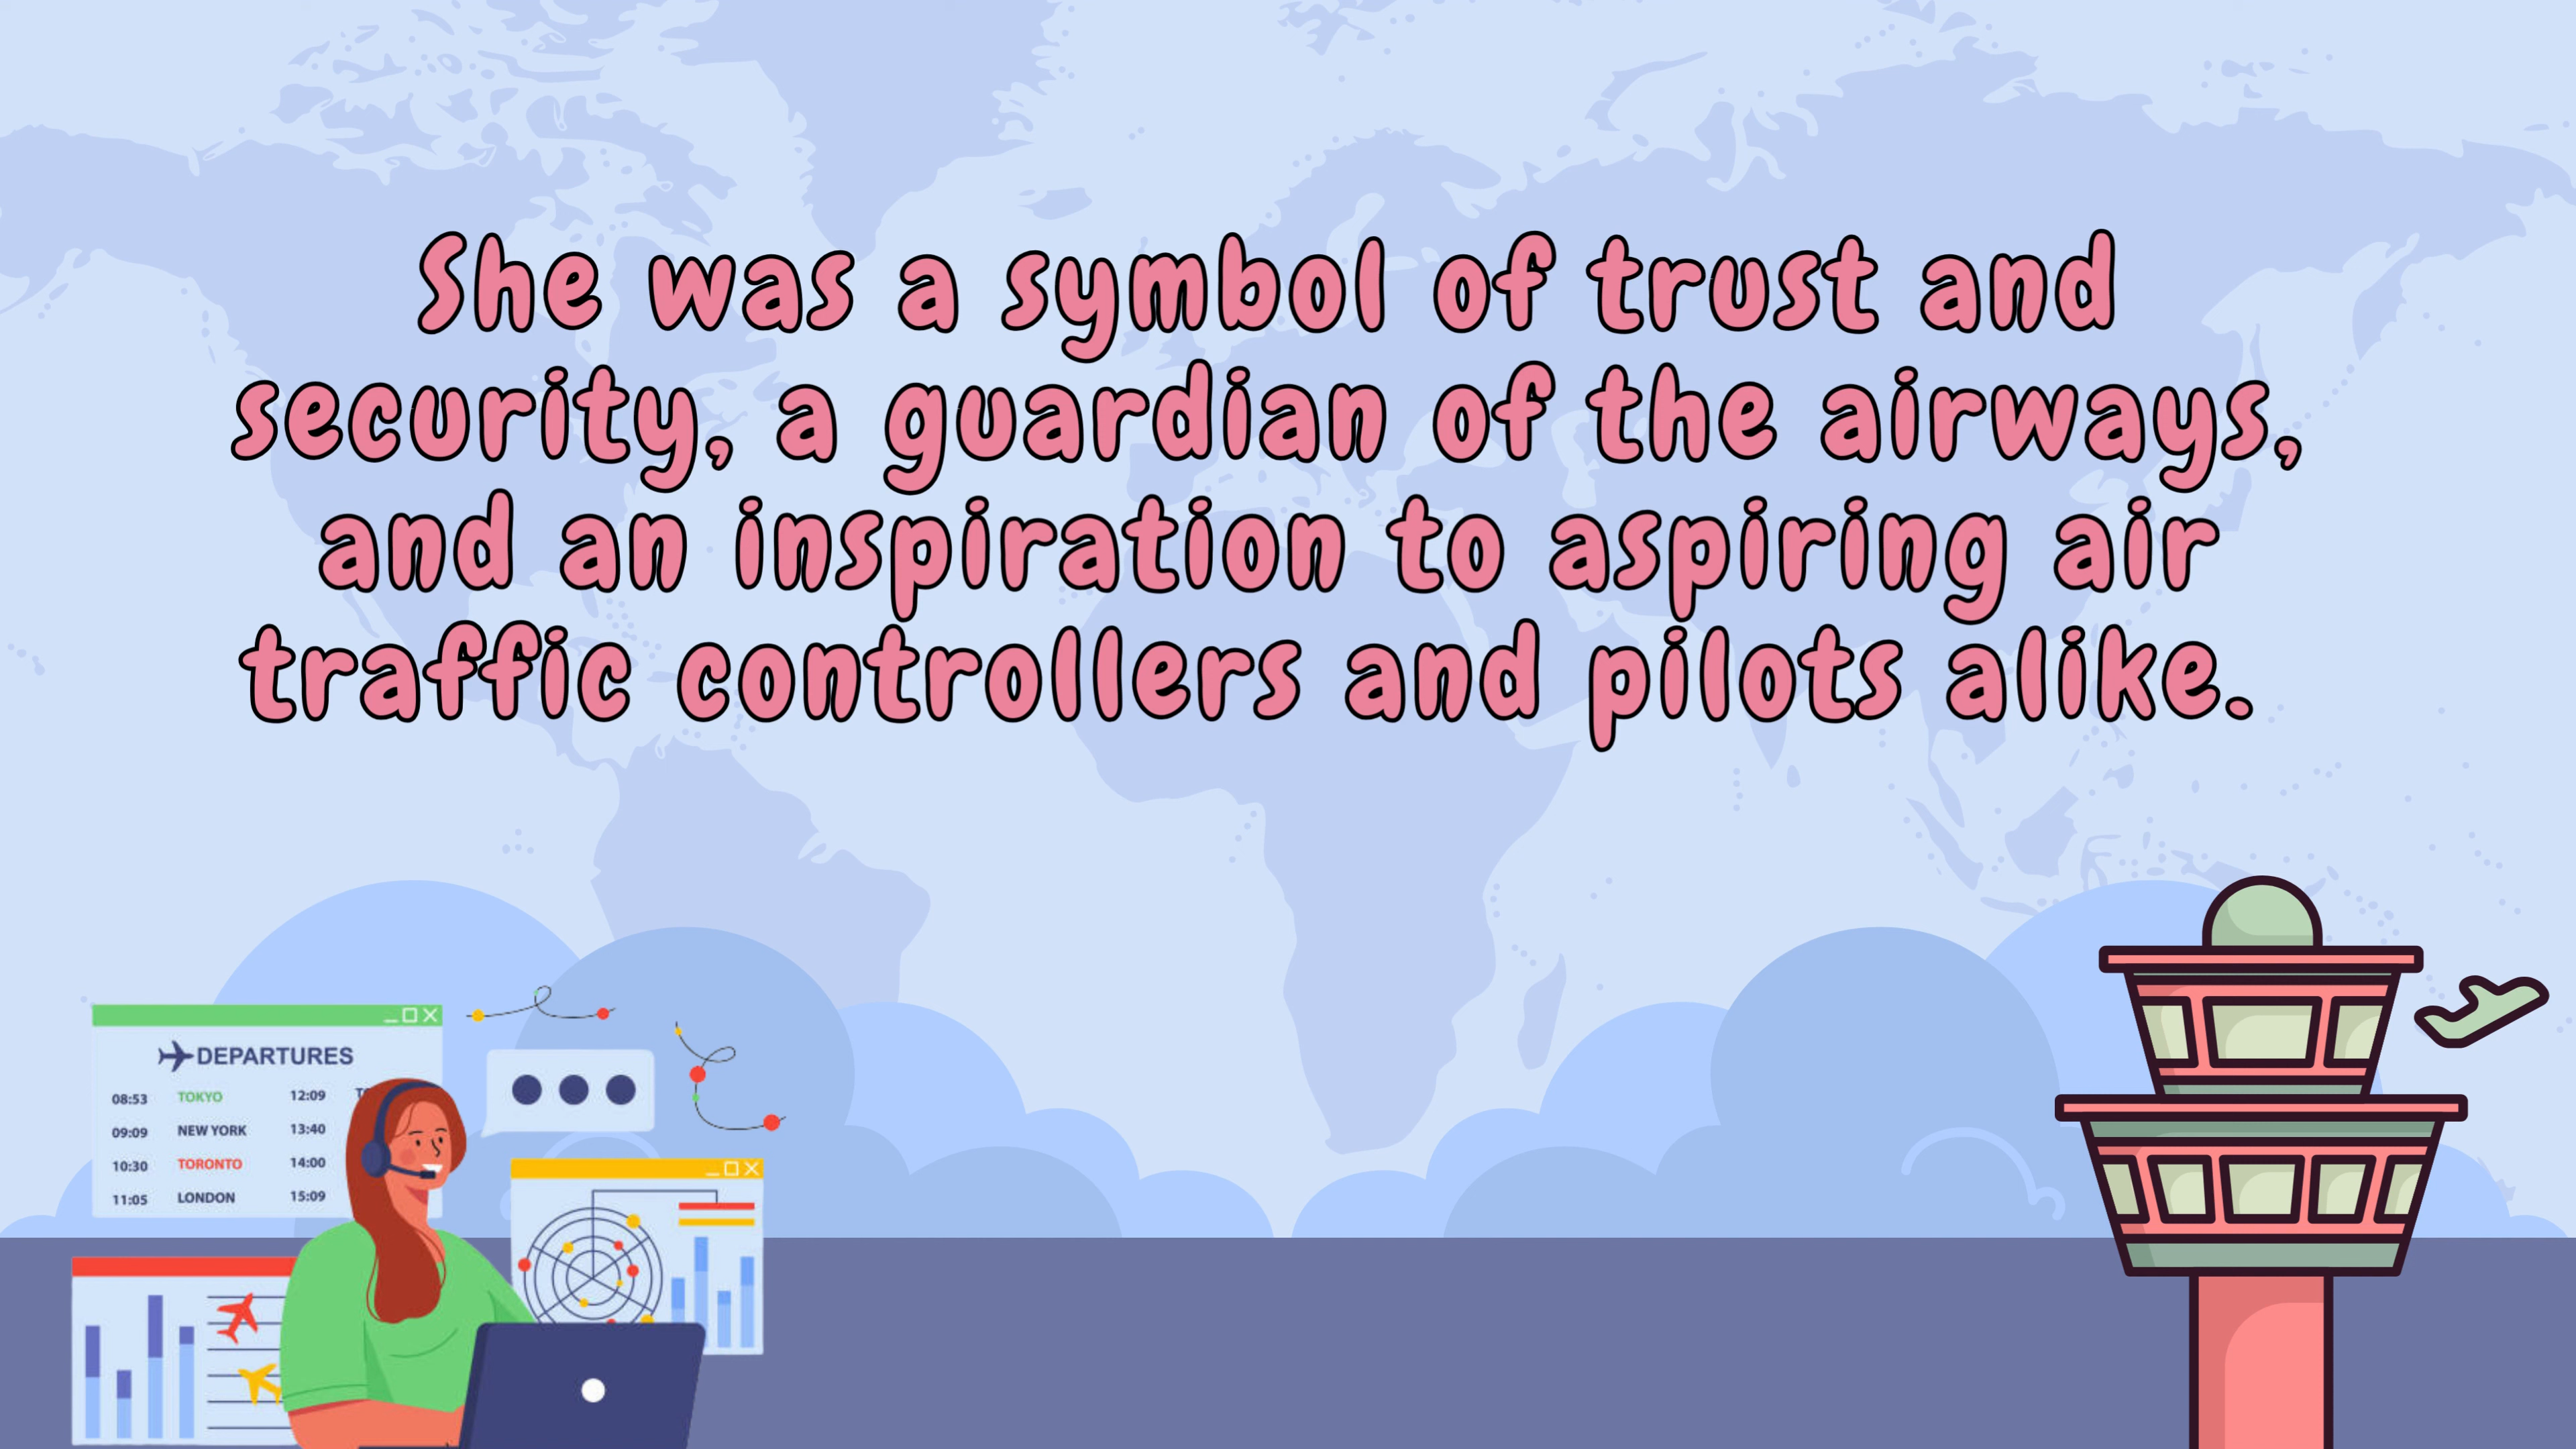 She was a symbol of trust and
security, a guardian of the airways,
and an inspiration to aspiring air
traffic controllers and pilots alike.
DEPARTURES
08:53 TOKYO 12:09
09:09 NEW YORK 13:40
10:30 TORONTO 14:00
11:05 LONDON 15:09